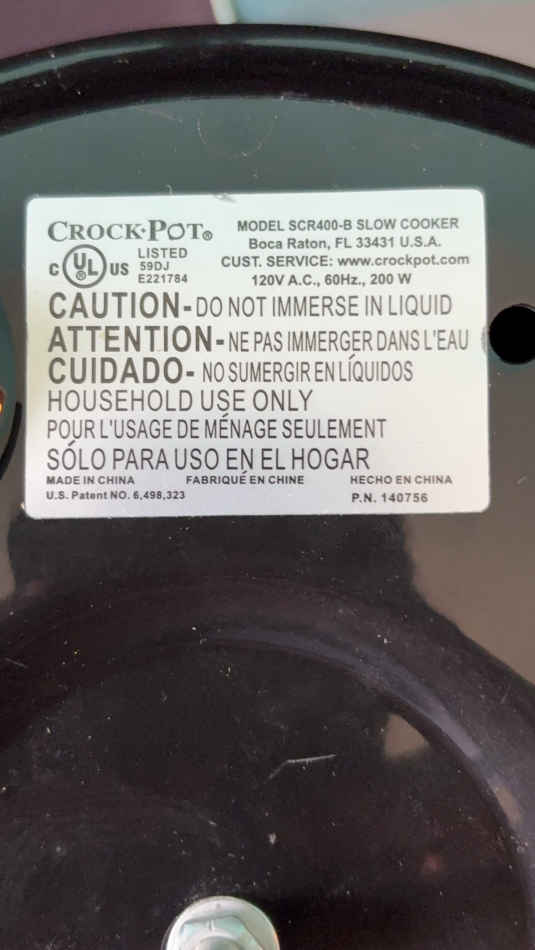 CROCK·POT®
MODEL SCR400-B SLOW COOKER
Boca Raton, FL 33431 U.S.A.
CUST. SERVICE: www.crockpot.com
120V A.C., 60Hz., 200 W
C UL US LISTED
59DJ
E221784
CAUTION- DO NOT IMMERSE IN LIQUID
ATTENTION- NE PAS IMMERGER DANS L'EAU
CUIDADO- NO SUMERGIR EN LÍQUIDOS
HOUSEHOLD USE ONLY
POUR L'USAGE DE MÉNAGE SEULEMENT
SÓLO PARA USO EN EL HOGAR
MADE IN CHINA FABRIQUÉ EN CHINE HECHO EN CHINA
U.S. Patent NO. 6,498,323 P.N. 140756